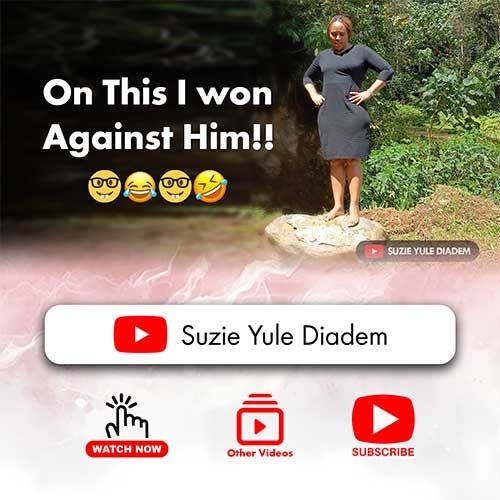 On This I won
Against Him!!
SUZIE YULE DIADEM
Suzie Yule Diadem
WATCH NOW
Other Videos
SUBSCRIBE